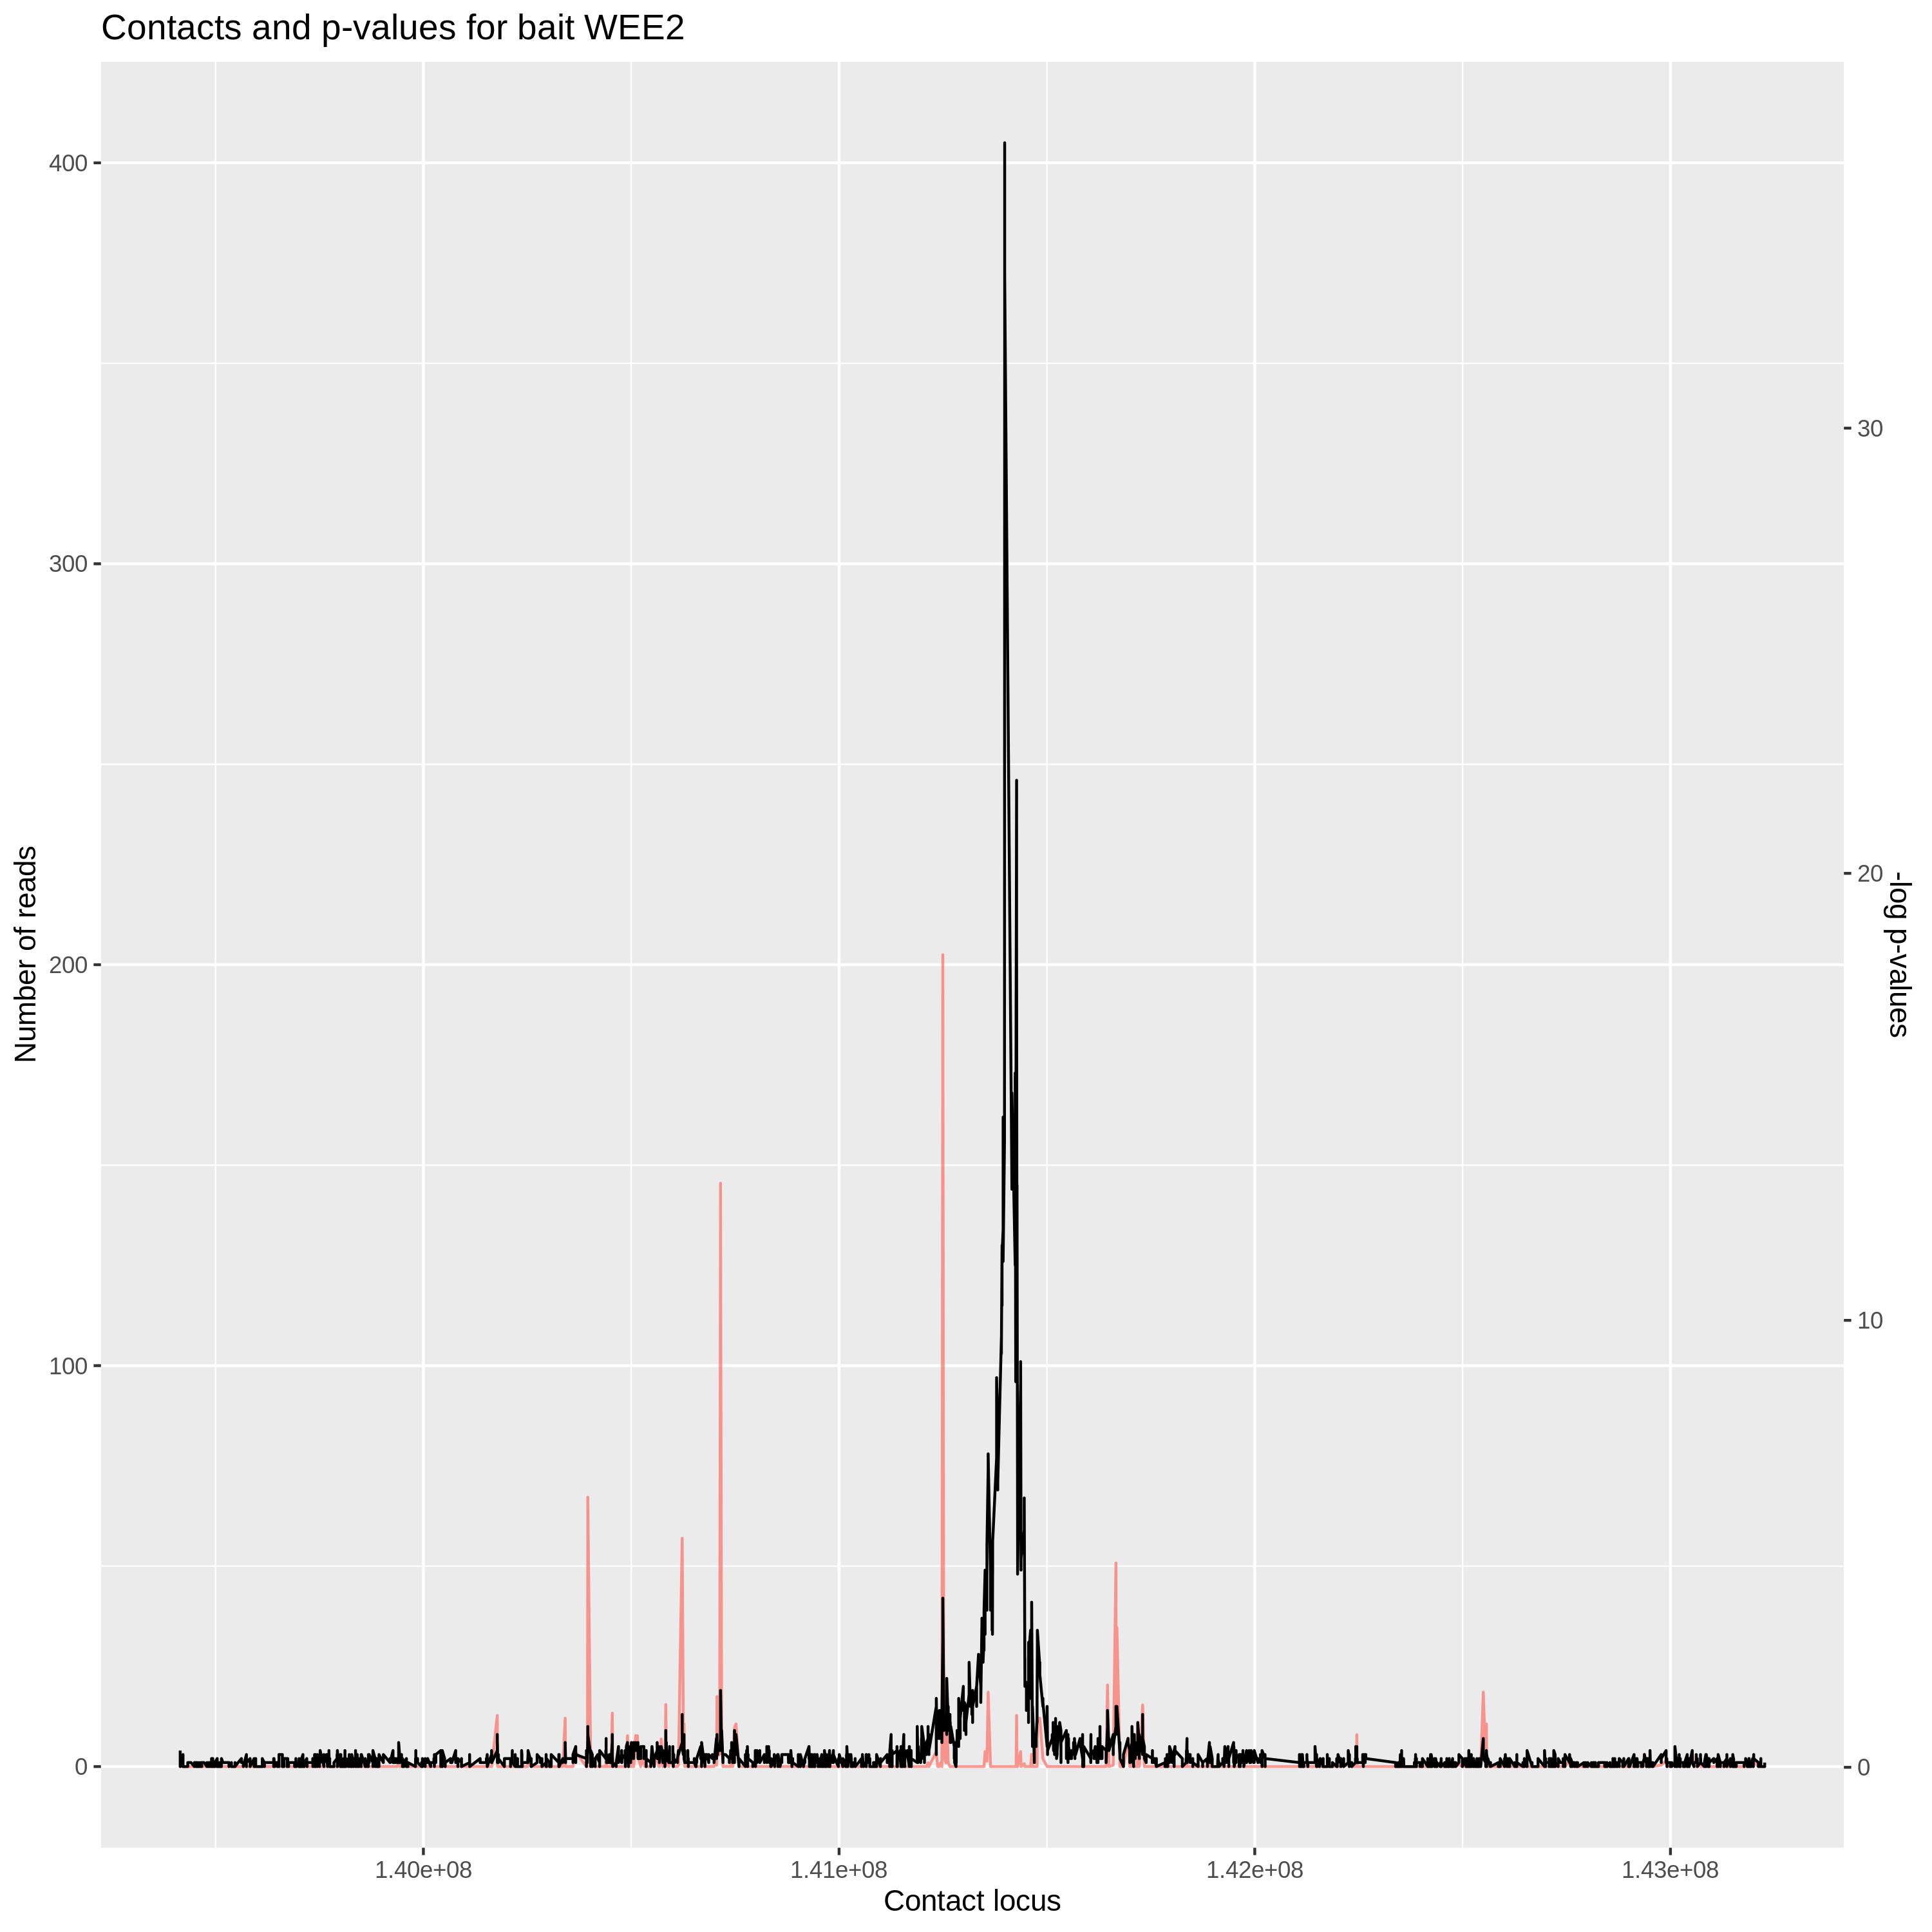 Contacts and p-values for bait WEE2
400
300
200
100
0
Number of reads
30
20
10
0
-log p-values
1.40e+08
1.41e+08
1.42e+08
1.43e+08
Contact locus